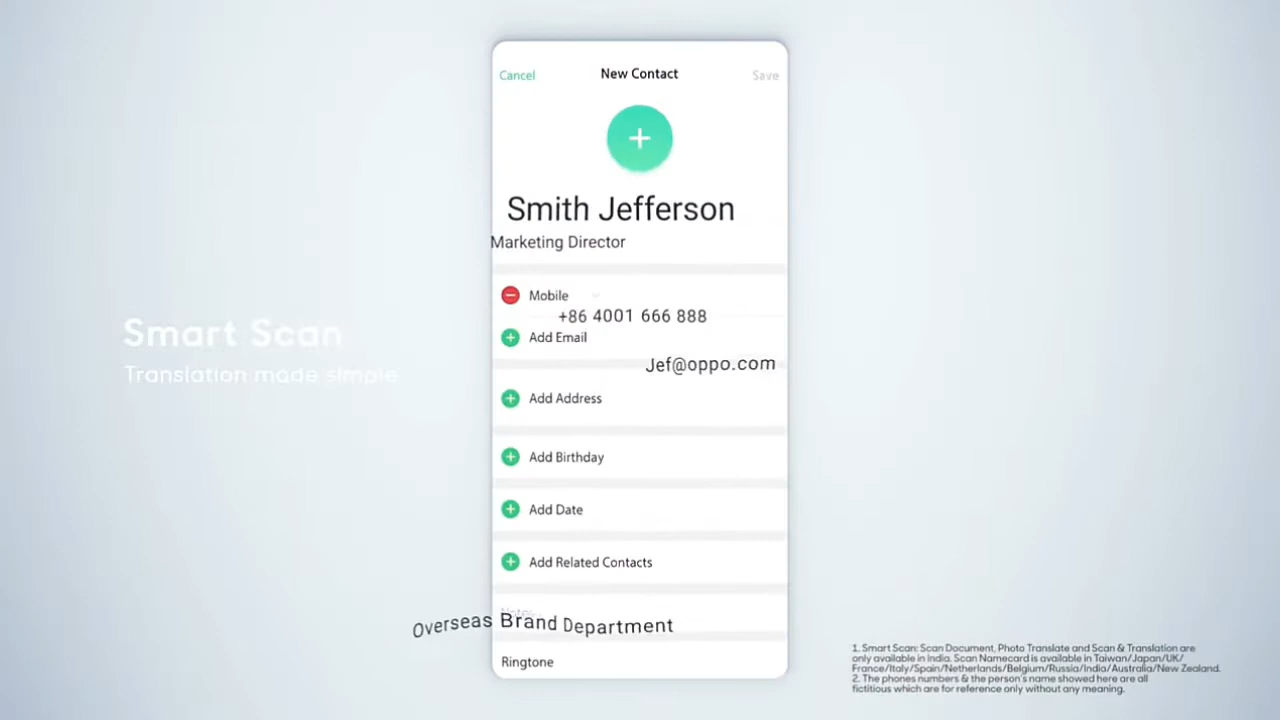 Cancel
New Contact
Save
Smith Jefferson
Marketing Director
Mobile
+86 4001 666 888
Add Email
Jef@oppo.com
Add Address
Add Birthday
Add Date
Add Related Contacts
Notes
Overseas Brand Department
Ringtone
Smart Scan
Translation made simple
1. Smart Scan: Scan Document, Photo Translate and Scan & Translation are
only available in India. Scan Namecard is available in Taiwan/Japan/UK/
France/Italy/Spain/Netherlands/Belgium/Russia/India/Australia/New Zealand.
2. The phones numbers & the person's name showed here are all
fictitious which are for reference only without any meaning.